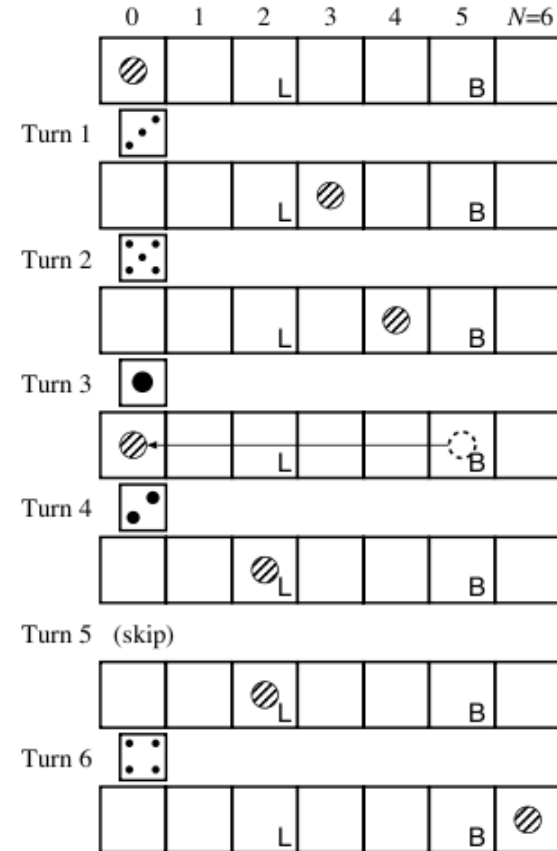 0 1 2 3 4 5 N=6
L B
Turn 1
L B
Turn 2
L B
Turn 3
L B
Turn 4
L B
Turn 5 (skip)
L B
Turn 6
L B